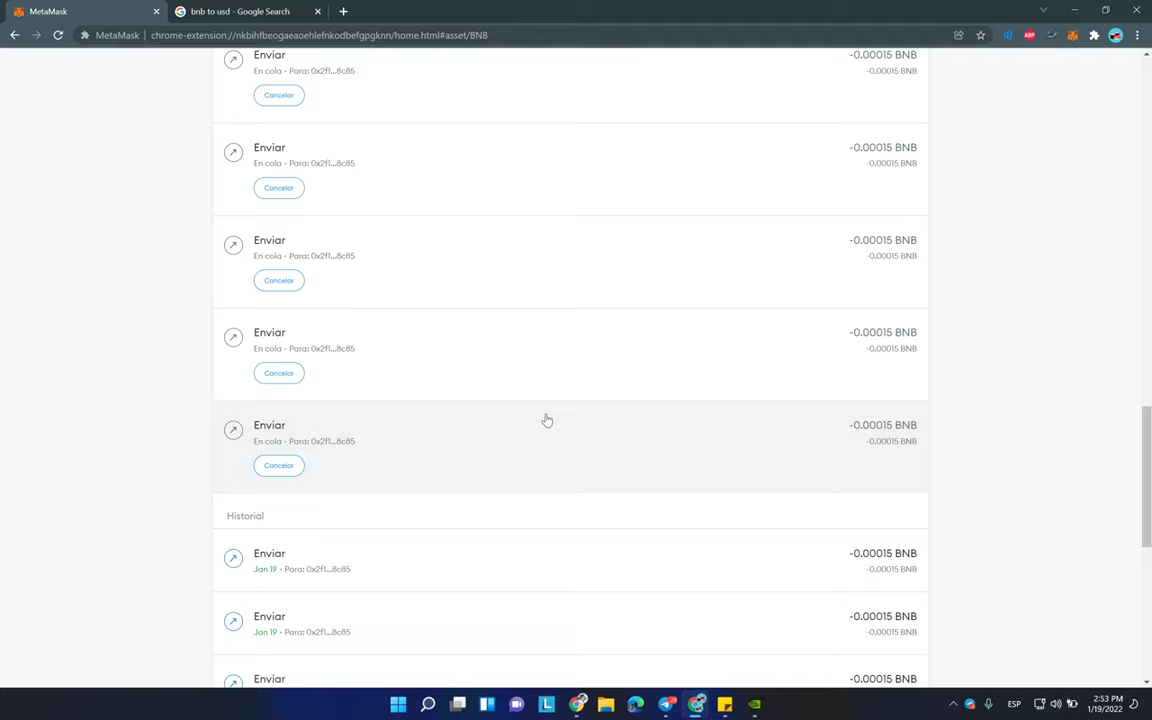 MetaMask
bnb to usd - Google Search
MetaMask
chrome-extension://nkbihfbeogaeaoehlefnkodbefgpgknn/home.html#asset/BNB
ABP
Enviar
-0.00015 BNB
En cola · Para: 0x2f1...8c85
-0.00015 BNB
Cancelar
Enviar
-0.00015 BNB
En cola · Para: 0x2f1...8c85
-0.00015 BNB
Cancelar
Enviar
-0.00015 BNB
En cola · Para: 0x2f1...8c85
-0.00015 BNB
Cancelar
Enviar
-0.00015 BNB
En cola · Para: 0x2f1...8c85
-0.00015 BNB
Cancelar
Enviar
-0.00015 BNB
En cola · Para: 0x2f1...8c85
-0.00015 BNB
Cancelar
Historial
Enviar
-0.00015 BNB
Jan 19 · Para: 0x2f1...8c85
-0.00015 BNB
Enviar
-0.00015 BNB
Jan 19 · Para: 0x2f1...8c85
-0.00015 BNB
Enviar
-0.00015 BNB
L
ESP
2:53 PM
1/19/2022